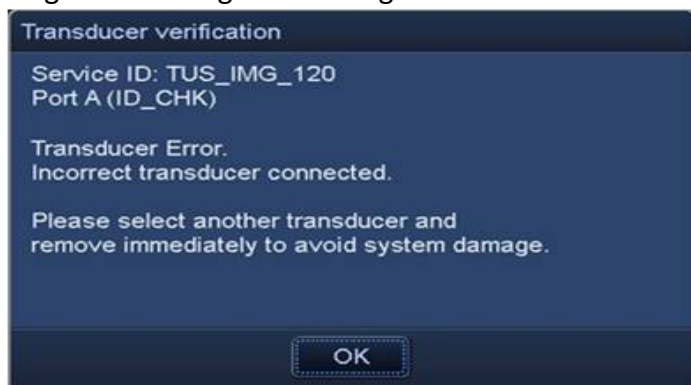 Transducer verification
Service ID: TUS_IMG_120
Port A (ID_CHK)
Transducer Error.
Incorrect transducer connected.
Please select another transducer and
remove immediately to avoid system damage.
OK